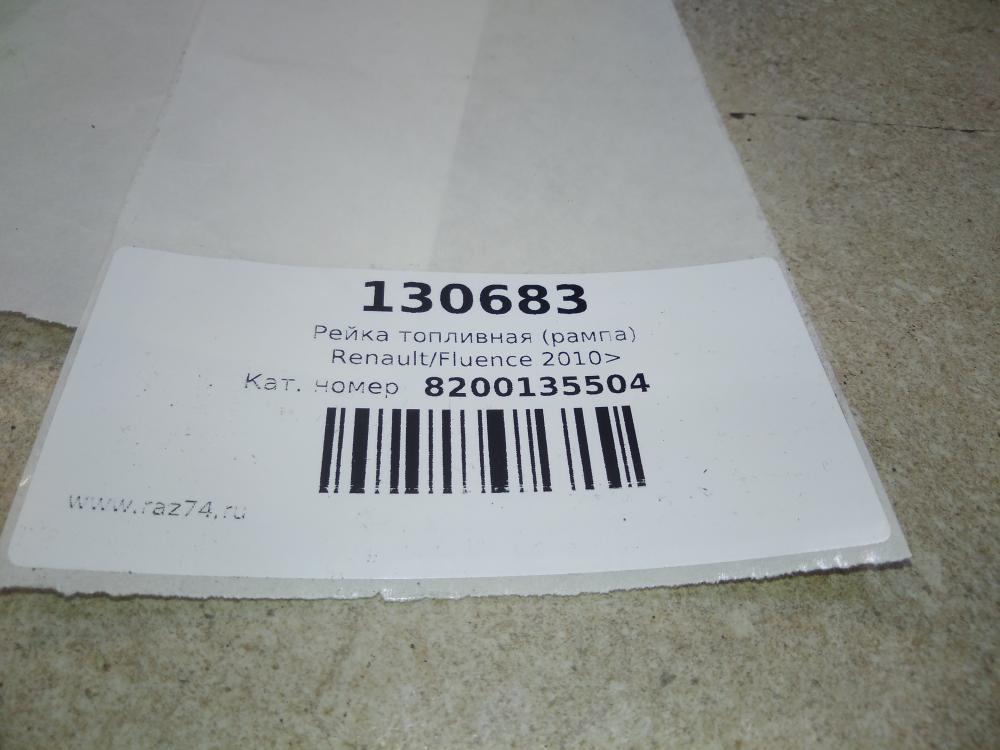 130683
Рейка топливная (рампа)
Renault/Fluence 2010>
Кат. номер 8200135504
www.raz74.ru